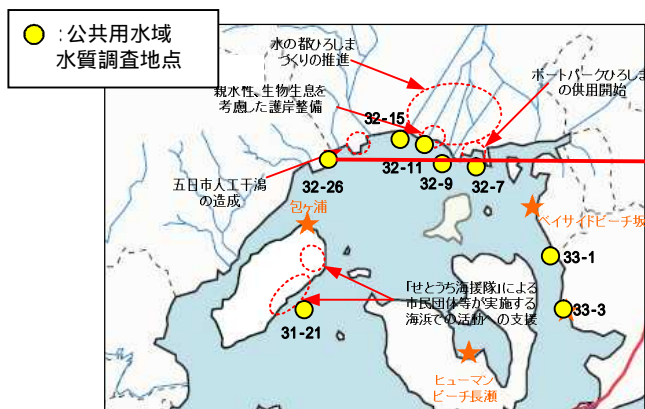 ：公共用水域
水質調査地点
水の都ひろしま
づくりの推進
ボートパークひろしま
の供用開始
親水性、生物生息を
考慮した護岸整備
32-15
32-11
32-9
32-7
32-26
五日市人工干潟
の造成
包ヶ浦
ベイサイドビーチ坂
33-1
「せとうち海援隊」による
市民団体等が実施する
海浜での活動への支援
33-3
31-21
ヒューマン
ビーチ長瀬